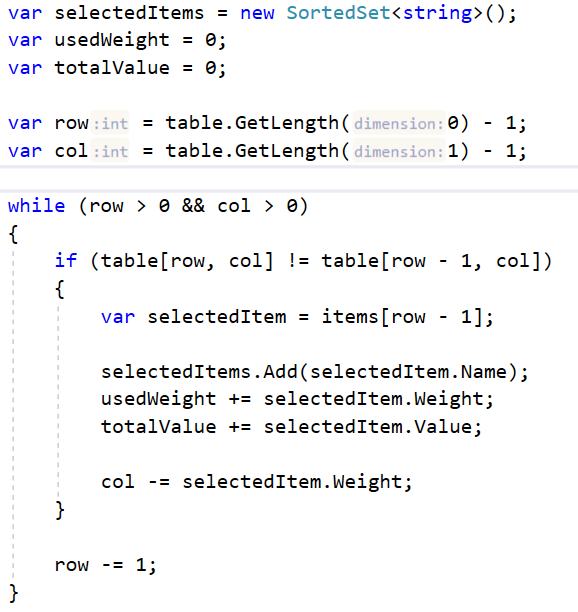 var selectedItems = new SortedSet<string>();
var usedWeight = 0;
var totalValue = 0;
var row :int = table.GetLength( dimension: 0) - 1;
var col :int = table.GetLength( dimension: 1) - 1;
while (row > 0 && col > 0)
{
if (table[row, col] != table[row - 1, col])
{
var selectedItem = items[row - 1];
selectedItems.Add(selectedItem.Name);
usedWeight += selectedItem.Weight;
totalValue += selectedItem.Value;
col -= selectedItem.Weight;
}
row -= 1;
}